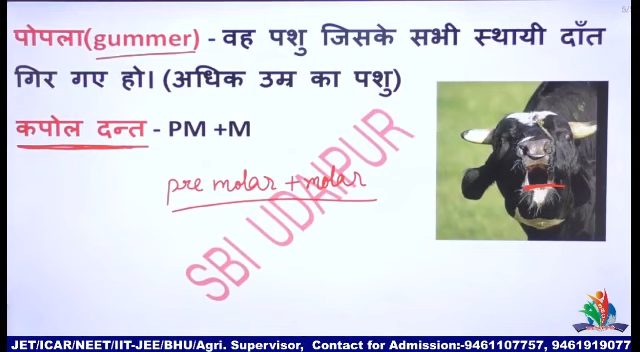 पोपला(gummer) - वह पशु जिसके सभी स्थायी दाँत
गिर गए हो। (अधिक उम्र का पशु)
कपोल दन्त - PM +M
pre molar + molar
SBI UDAIPUR
JET/ICAR/NEET/IIT-JEE/BHU/Agri. Supervisor, Contact for Admission:-9461107757, 9461919077